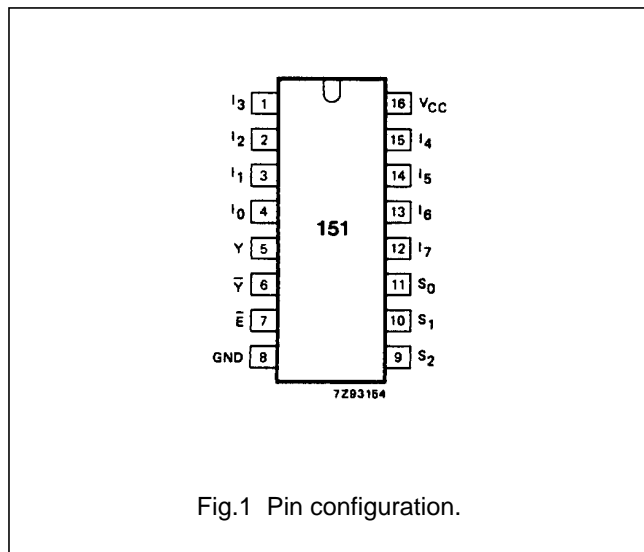 I3 1 16 VCC
I2 2 15 I4
I1 3 14 I5
I0 4 13 I6
151
Y 5 12 I7
Y̅ 6 11 S0
E̅ 7 10 S1
GND 8 9 S2
7Z93154
Fig.1 Pin configuration.